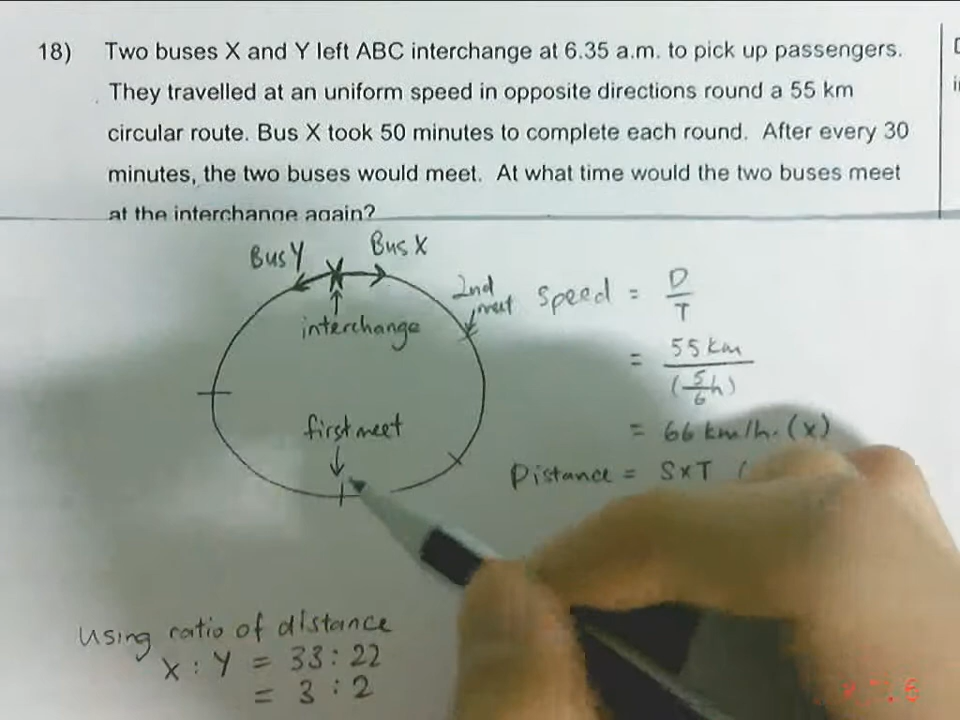 18) Two buses X and Y left ABC interchange at 6.35 a.m. to pick up passengers.
They travelled at an uniform speed in opposite directions round a 55 km
circular route. Bus X took 50 minutes to complete each round. After every 30
minutes, the two buses would meet. At what time would the two buses meet
at the interchange again?
Bus Y
Bus X
interchange
2nd
meet
first meet
Speed = D/T
= 55 km / (5/6 h)
= 66 km/h. (X)
Distance = S×T (
Using ratio of distance
X : Y = 33 : 22
= 3 : 2